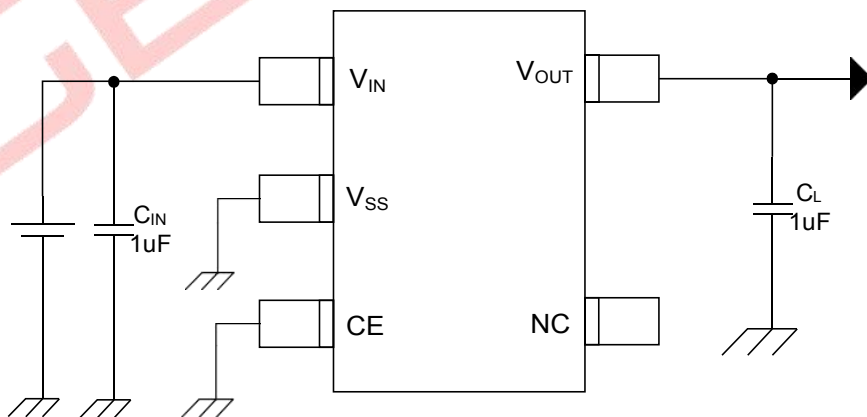 V_IN
V_OUT
V_SS
C_IN
1uF
C_L
1uF
CE
NC